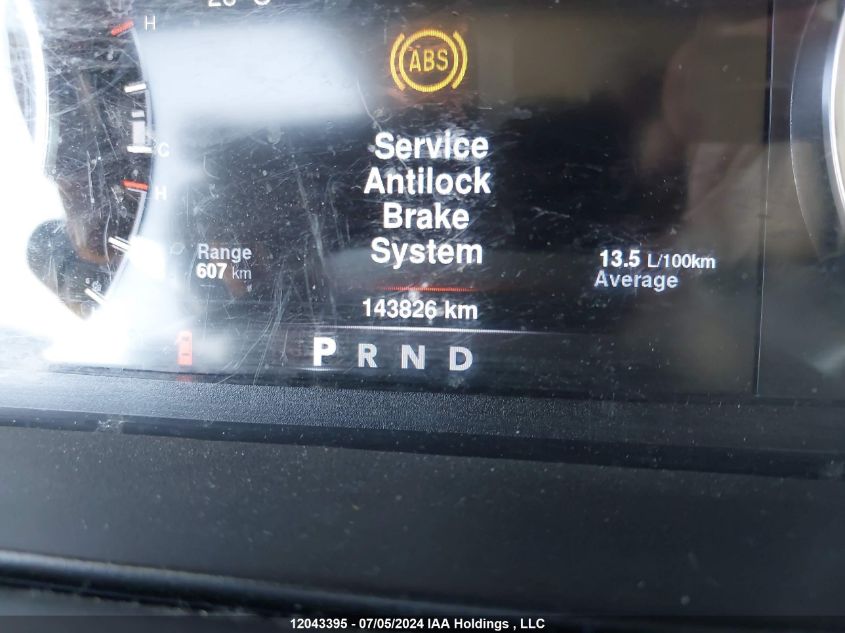 H
ABS
Service
Antilock
Brake
System
C
H
Range
607 km
13.5 L/100km
Average
143826 km
P R N D
12043395 - 07/05/2024 IAA Holdings , LLC